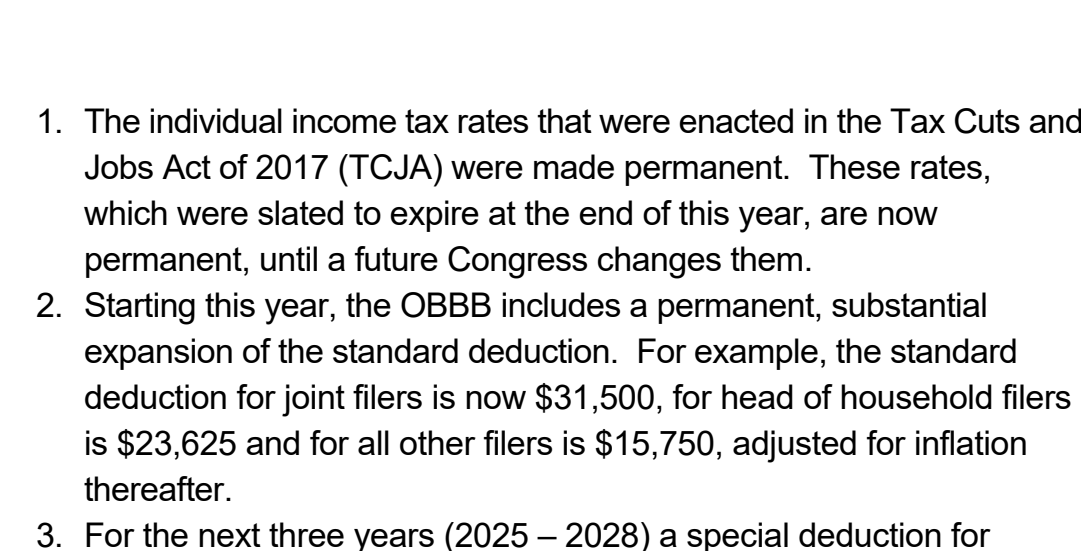 1. The individual income tax rates that were enacted in the Tax Cuts and
Jobs Act of 2017 (TCJA) were made permanent.  These rates,
which were slated to expire at the end of this year, are now
permanent, until a future Congress changes them.
2. Starting this year, the OBBB includes a permanent, substantial
expansion of the standard deduction.  For example, the standard
deduction for joint filers is now $31,500, for head of household filers
is $23,625 and for all other filers is $15,750, adjusted for inflation
thereafter.
3. For the next three years (2025 – 2028) a special deduction for